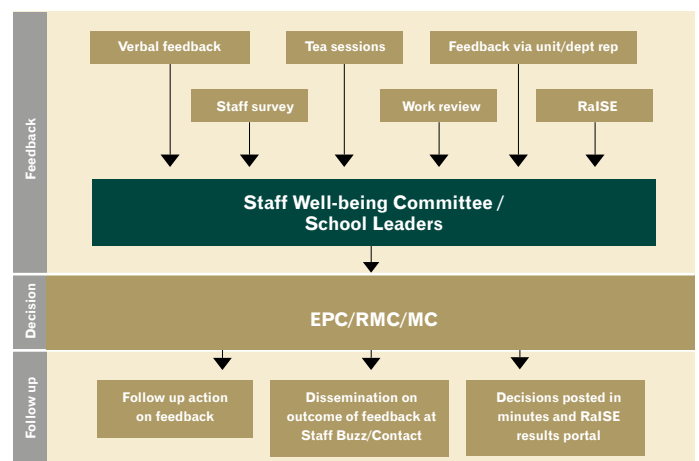 Feedback
Verbal feedback
Tea sessions
Feedback via unit/dept rep
Staff survey
Work review
RaISE
Staff Well-being Committee /
School Leaders
Decision
EPC/RMC/MC
Follow up
Follow up action
on feedback
Dissemination on
outcome of feedback at
Staff Buzz/Contact
Decisions posted in
minutes and RaISE
results portal